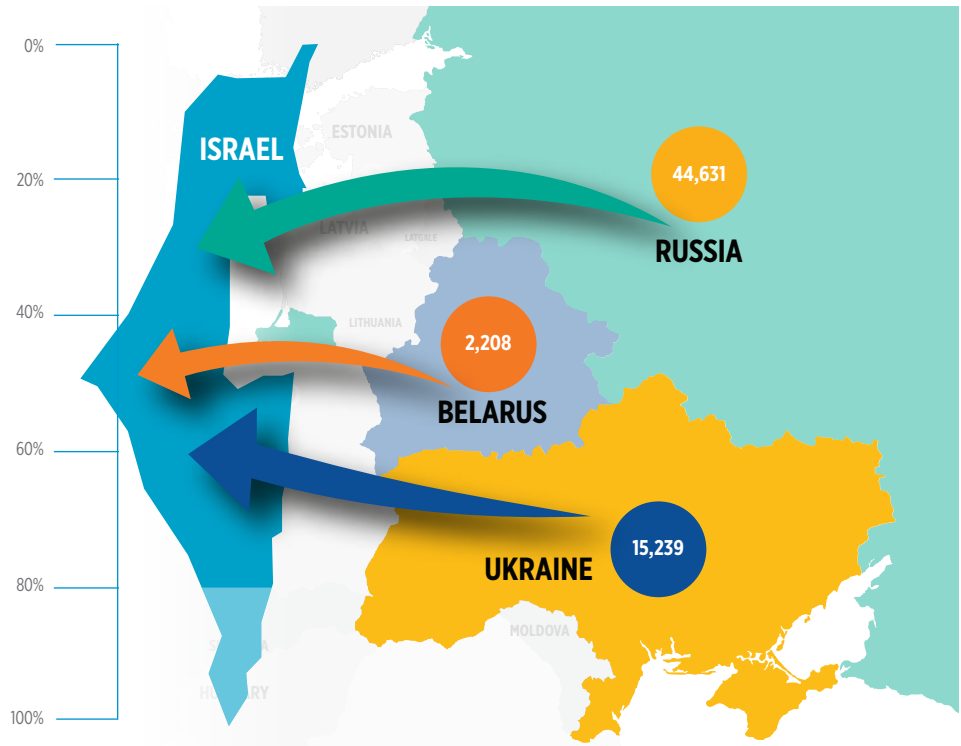 0%
ESTONIA
ISRAEL
44,631
20%
LATVIA
LATGALE
RUSSIA
40%
LITHUANIA
2,208
BELARUS
60%
15,239
UKRAINE
80%
MOLDOVA
100%